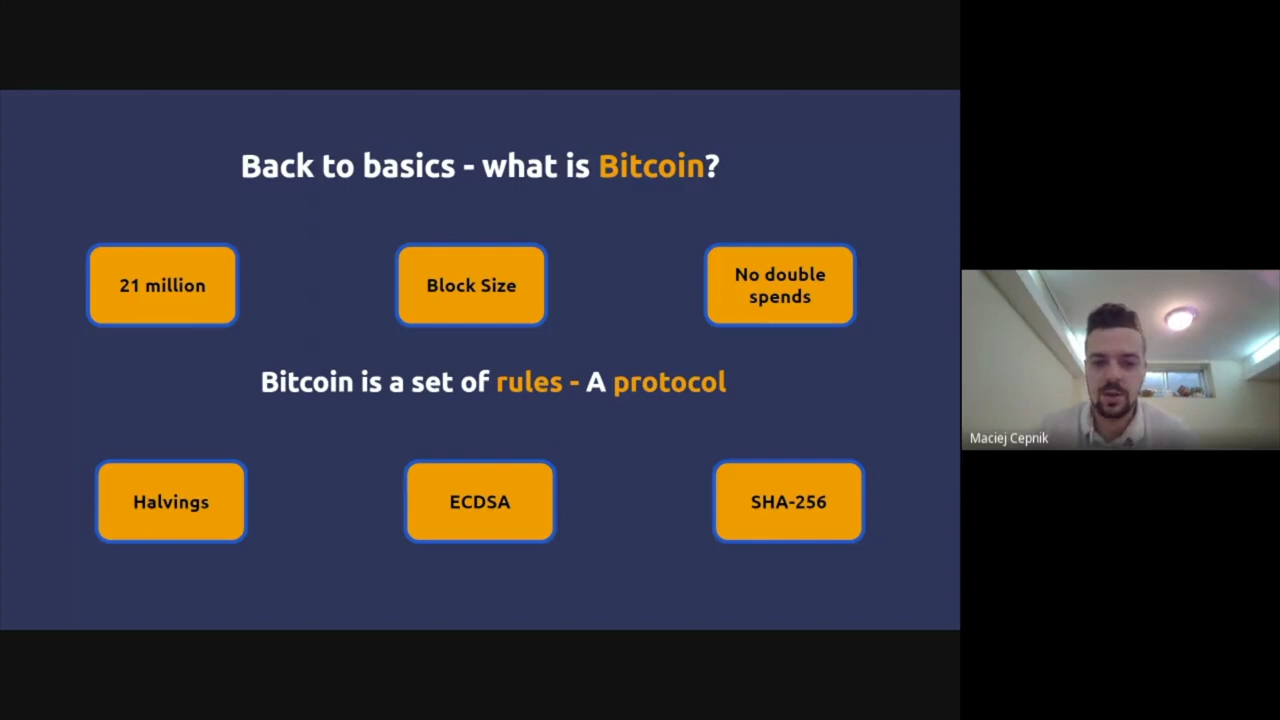 Back to basics - what is Bitcoin?
21 million
Block Size
No double
spends
Bitcoin is a set of rules - A protocol
Halvings
ECDSA
SHA-256
Maciej Cepnik